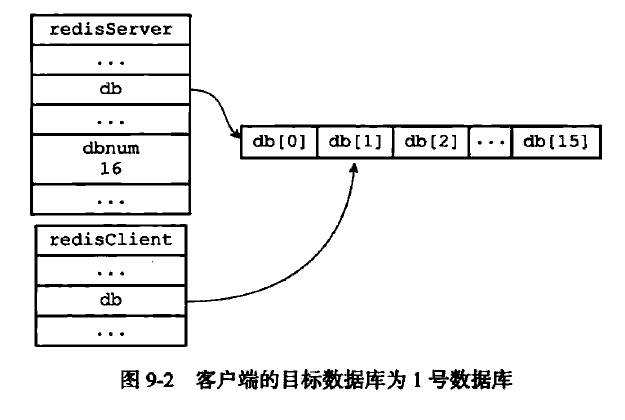 redisServer
...
db
...
dbnum
16
...
db[0] db[1] db[2] ... db[15]
redisClient
...
db
...
图 9-2 客户端的目标数据库为 1 号数据库